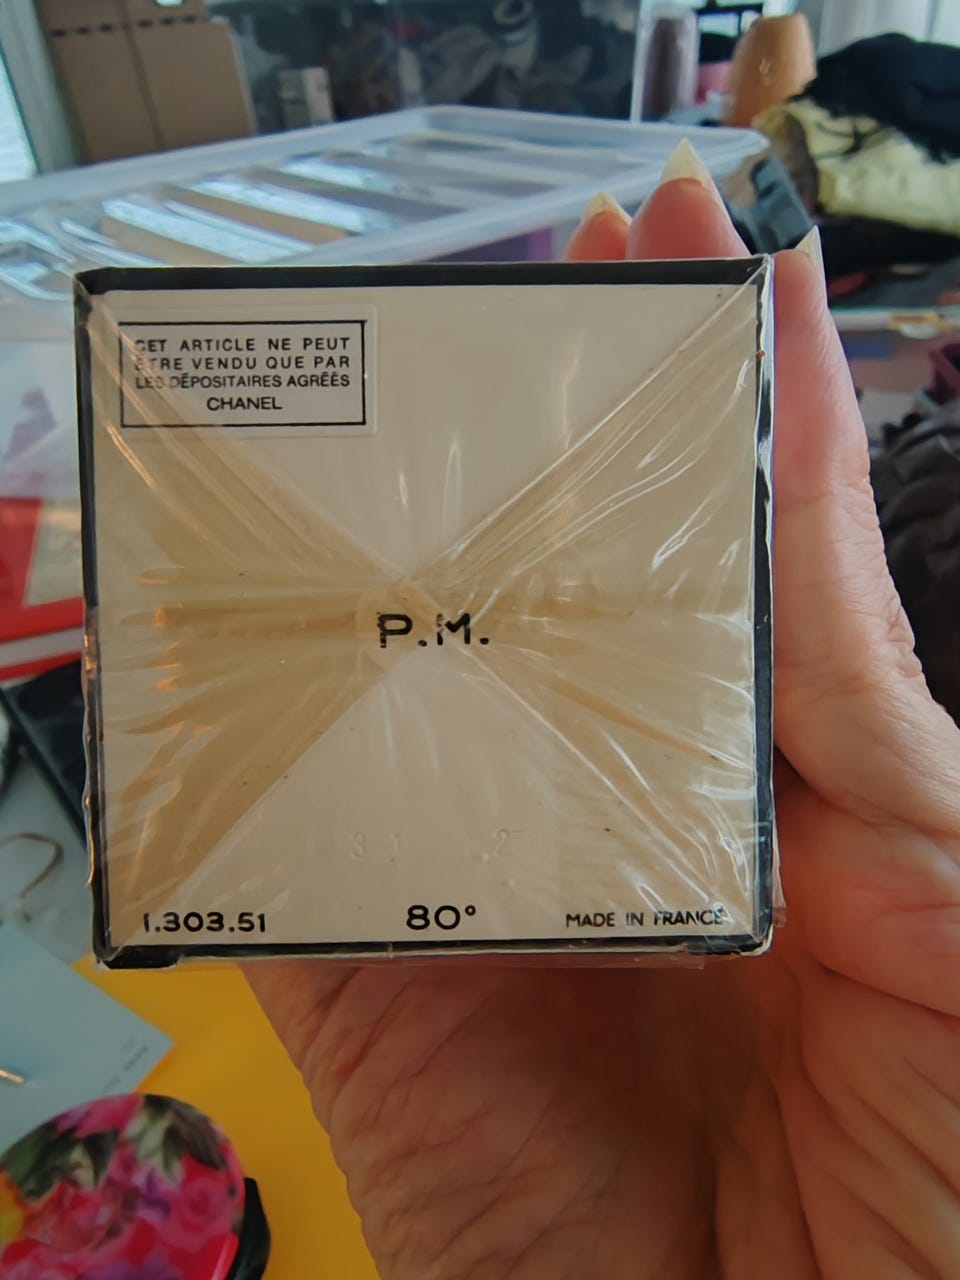 CET ARTICLE NE PEUT
ÊTRE VENDU QUE PAR
LES DÉPOSITAIRES AGRÉÉS
CHANEL
P.M.
1.303.51
80°
MADE IN FRANCE